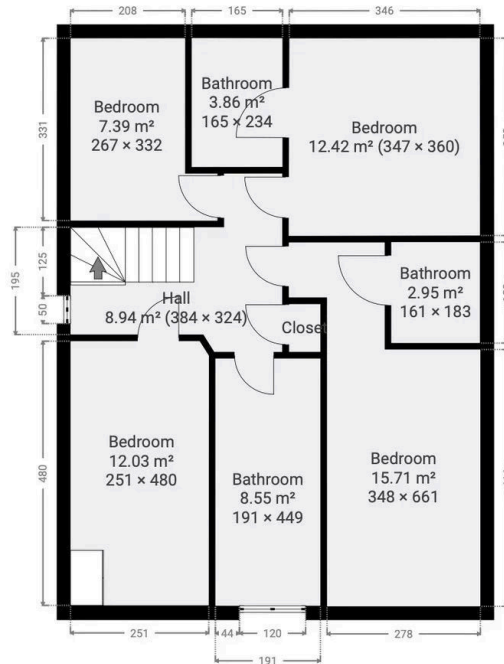 208
165
346
331
Bedroom
7.39 m²
267 × 332
Bathroom
3.86 m²
165 × 234
Bedroom
12.42 m² (347 × 360)
195
125
50
Hall
8.94 m² (384 × 324)
Closet
Bathroom
2.95 m²
161 × 183
480
Bedroom
12.03 m²
251 × 480
Bathroom
8.55 m²
191 × 449
Bedroom
15.71 m²
348 × 661
251
44
120
278
191